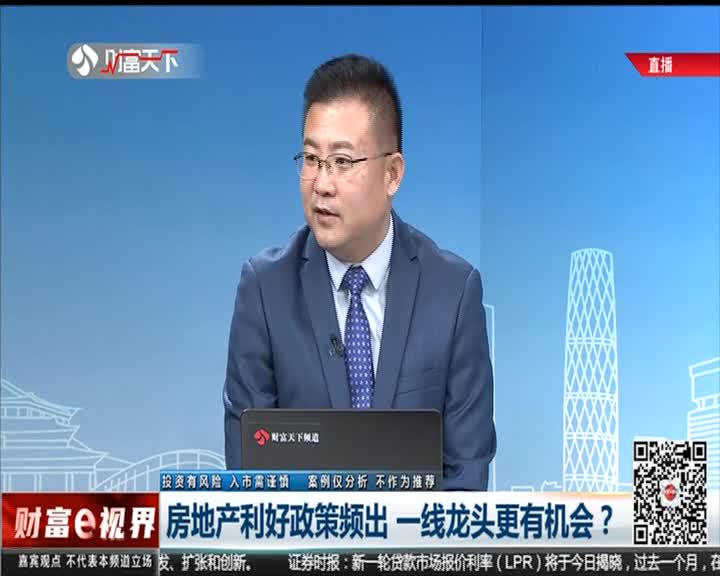 财富天下
直播
财富天下频道
投资有风险 入市需谨慎 案例仅分析 不作为推荐
财富e视界
房地产利好政策频出 一线龙头更有机会？
嘉宾观点 不代表本频道立场
发、扩张和创新。 证券时报：新一轮贷款市场报价利率（LPR）将于今日揭晓，过去一个月，在